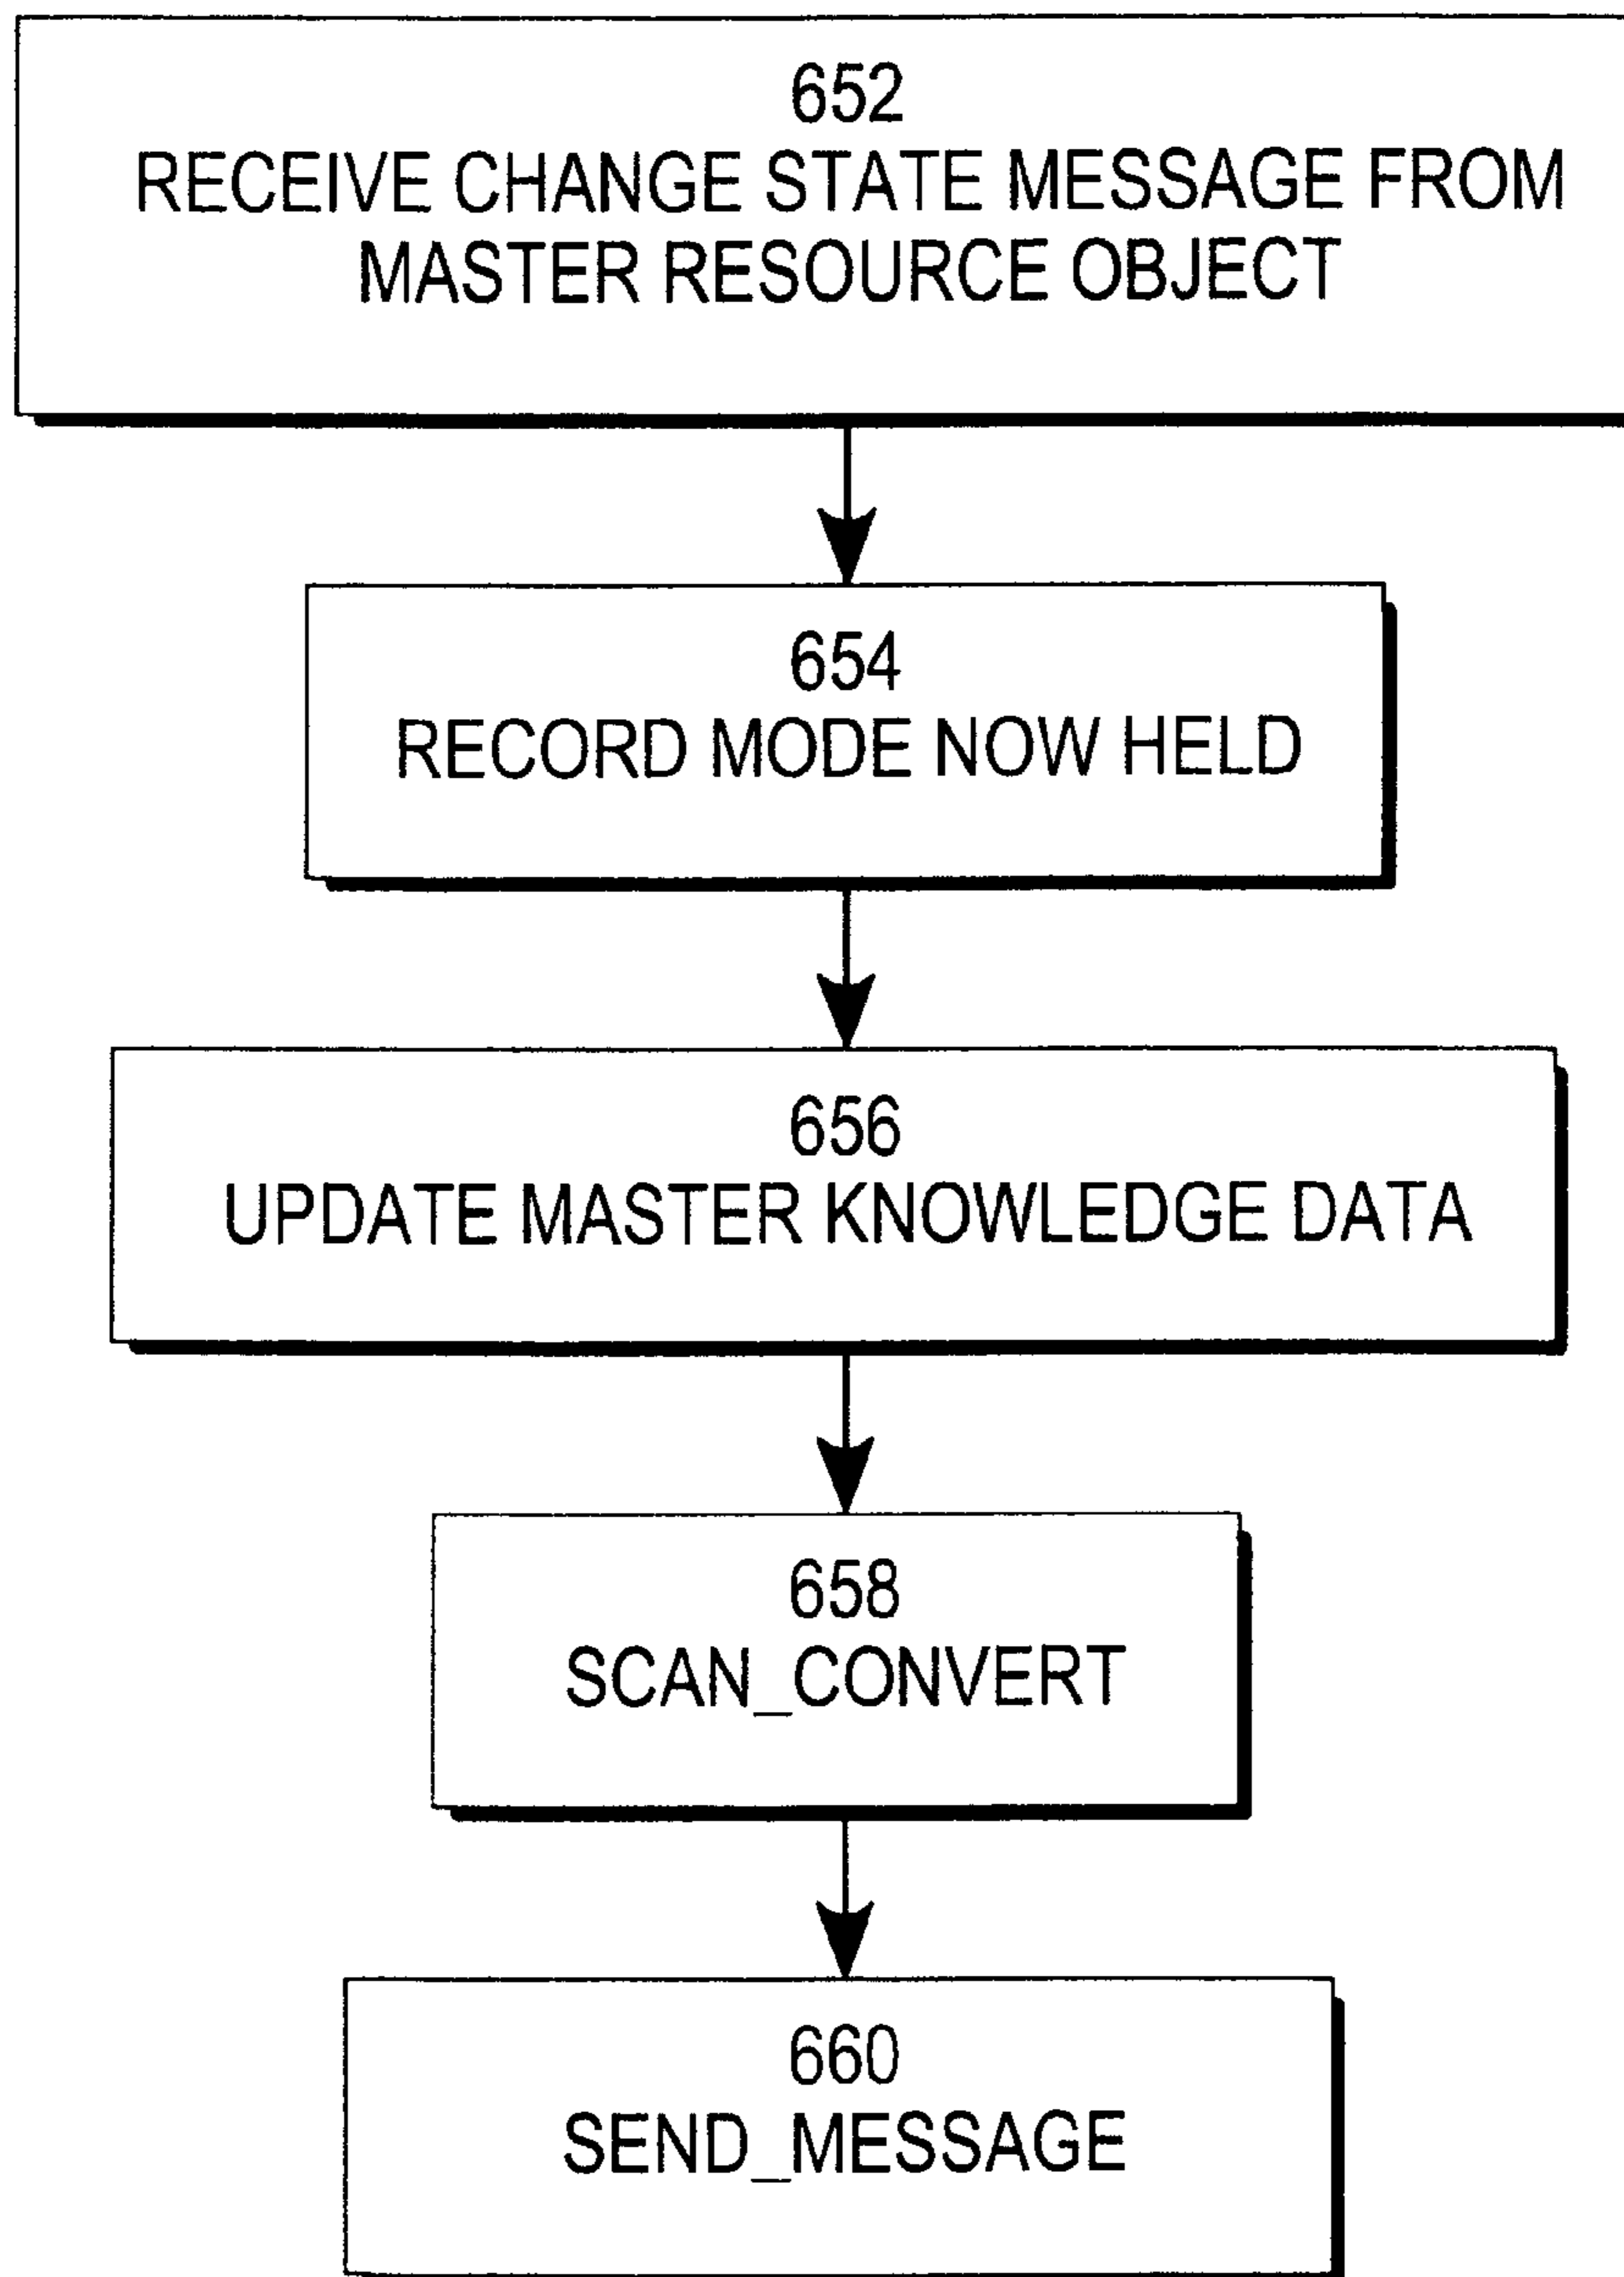 652
RECEIVE CHANGE STATE MESSAGE FROM
MASTER RESOURCE OBJECT
654
RECORD MODE NOW HELD
656
UPDATE MASTER KNOWLEDGE DATA
658
SCAN_CONVERT
660
SEND_MESSAGE